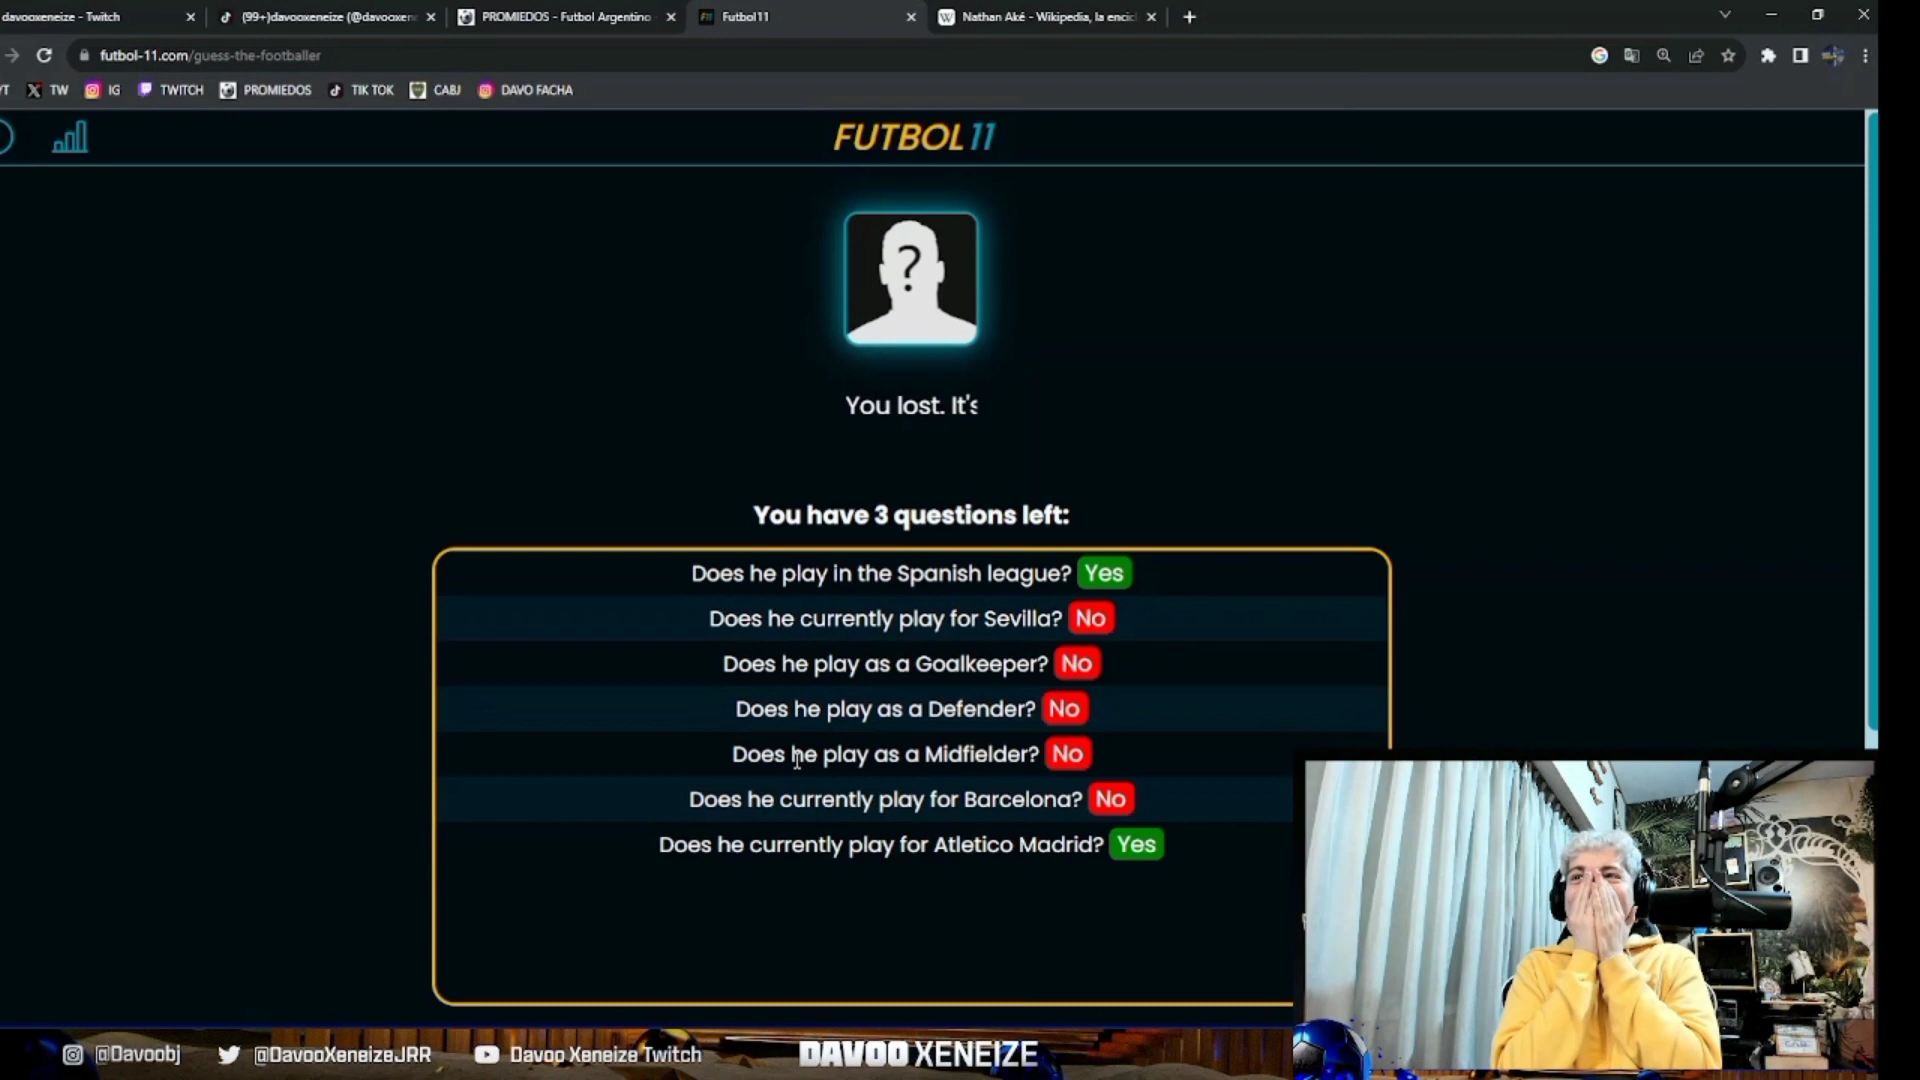 davooxeneize - Twitch
(99+)davooxeneize (@davooxen
PROMIEDOS - Futbol Argentino
Futbol11
Nathan Aké - Wikipedia, la encicl
futbol-11.com/guess-the-footballer
YT
TW
IG
TWITCH
PROMIEDOS
TIK TOK
CABJ
DAVO FACHA
FUTBOL 11
?
You lost. It's
You have 3 questions left:
Does he play in the Spanish league? Yes
Does he currently play for Sevilla? No
Does he play as a Goalkeeper? No
Does he play as a Defender? No
Does he play as a Midfielder? No
Does he currently play for Barcelona? No
Does he currently play for Atletico Madrid? Yes
@Davoobj
@DavooXeneizeJRR
Davoo Xeneize Twitch
DAVOO XENEIZE